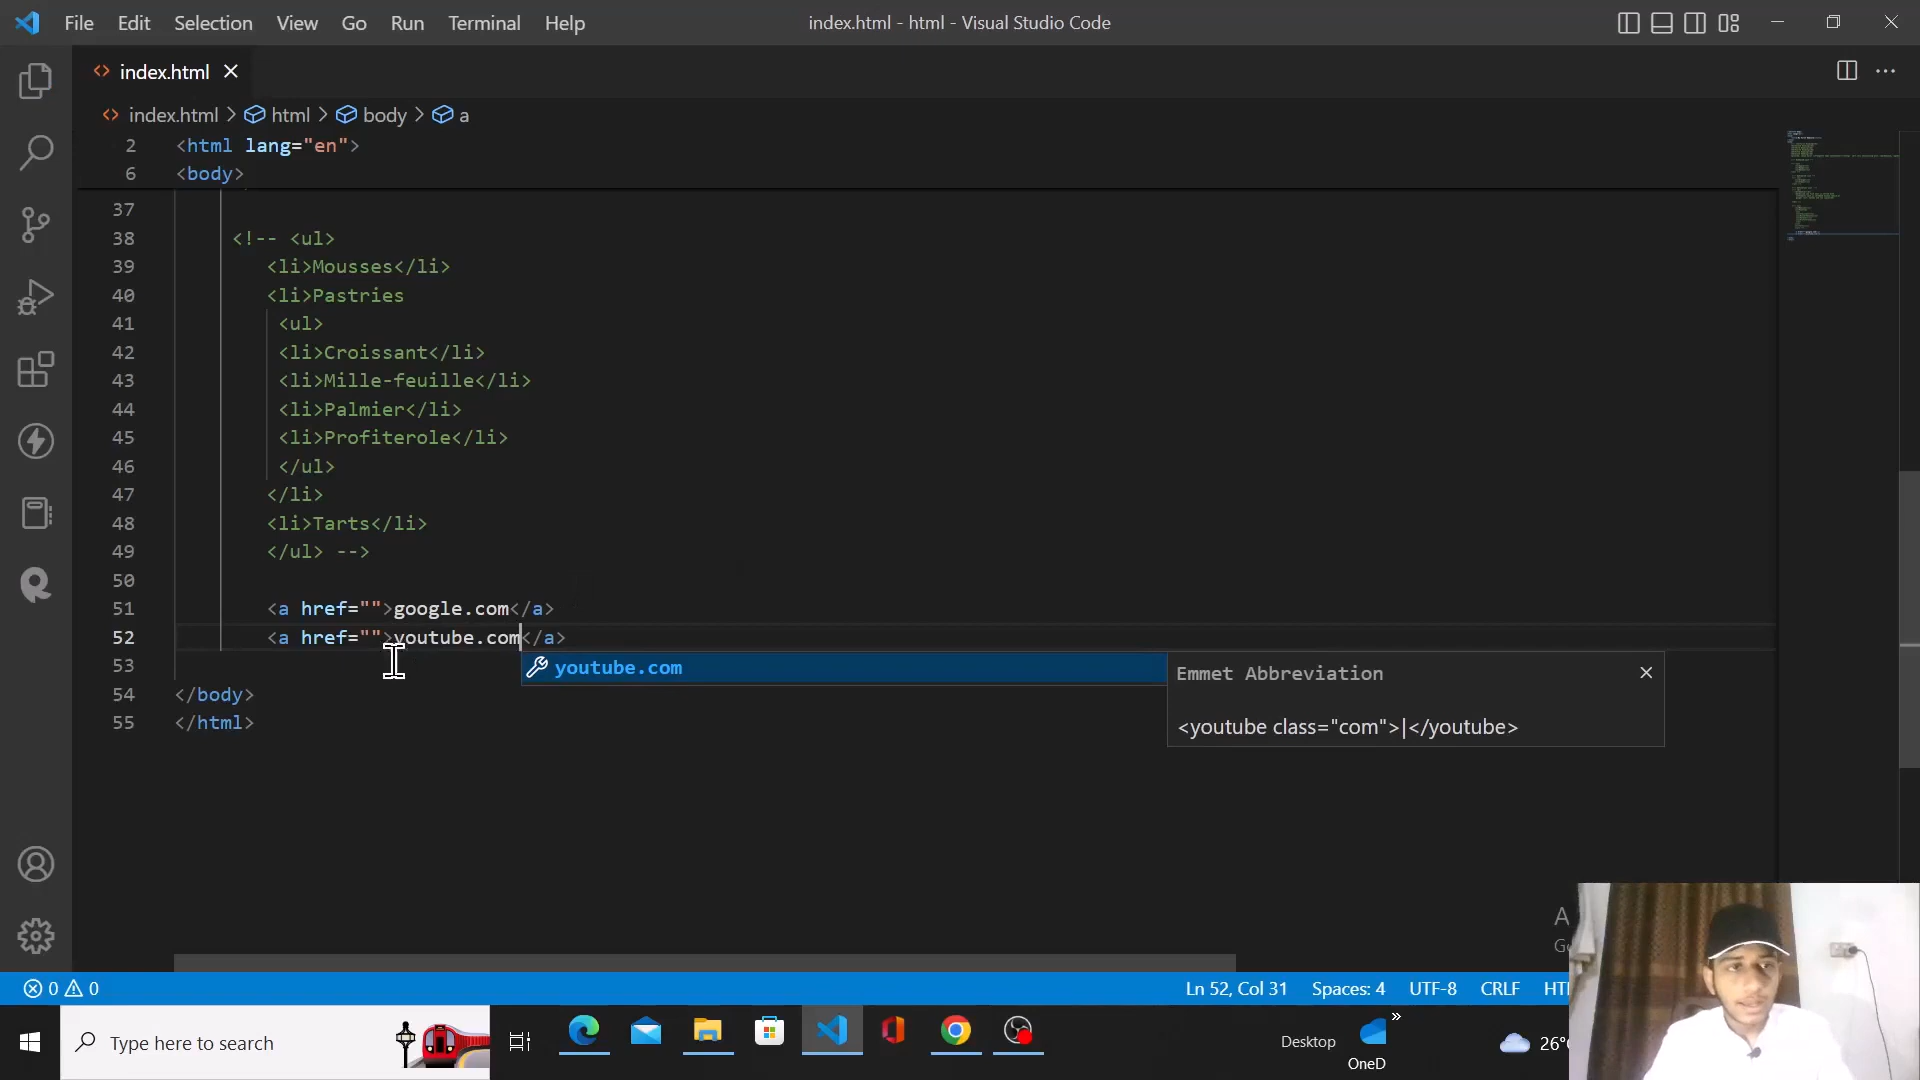 File Edit Selection View Go Run Terminal Help
index.html - html - Visual Studio Code
index.html
index.html > html > body > a
2 <html lang="en">
6 <body>
37
38 <!-- <ul>
39 <li>Mousses</li>
40 <li>Pastries
41 <ul>
42 <li>Croissant</li>
43 <li>Mille-feuille</li>
44 <li>Palmier</li>
45 <li>Profiterole</li>
46 </ul>
47 </li>
48 <li>Tarts</li>
49 </ul> -->
50
51 <a href="">google.com</a>
52 <a href="">youtube.com</a>
53
54 </body>
55 </html>
youtube.com
Emmet Abbreviation
<youtube class="com">|</youtube>
0 0
Ln 52, Col 31 Spaces: 4 UTF-8 CRLF
Type here to search
Desktop
OneD
26°